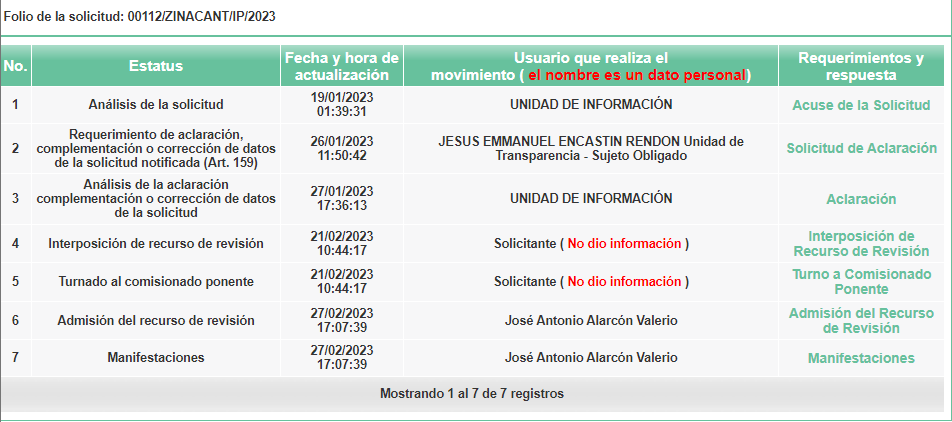 Folio de la solicitud: 00112/ZINACANT/IP/2023
No.
Estatus
Fecha y hora de
actualización
Usuario que realiza el
movimiento ( el nombre es un dato personal)
Requerimientos y
respuesta
1
Análisis de la solicitud
19/01/2023
01:39:31
UNIDAD DE INFORMACIÓN
Acuse de la Solicitud
2
Requerimiento de aclaración,
complementación o corrección de datos
de la solicitud notificada (Art. 159)
26/01/2023
11:50:42
JESUS EMMANUEL ENCASTIN RENDON Unidad de
Transparencia - Sujeto Obligado
Solicitud de Aclaración
3
Análisis de la aclaración
complementación o corrección de datos
de la solicitud
27/01/2023
17:36:13
UNIDAD DE INFORMACIÓN
Aclaración
4
Interposición de recurso de revisión
21/02/2023
10:44:17
Solicitante ( No dio información )
Interposición de
Recurso de Revisión
5
Turnado al comisionado ponente
21/02/2023
10:44:17
Solicitante ( No dio información )
Turno a Comisionado
Ponente
6
Admisión del recurso de revisión
27/02/2023
17:07:39
José Antonio Alarcón Valerio
Admisión del Recurso
de Revisión
7
Manifestaciones
27/02/2023
17:07:39
José Antonio Alarcón Valerio
Manifestaciones
Mostrando 1 al 7 de 7 registros